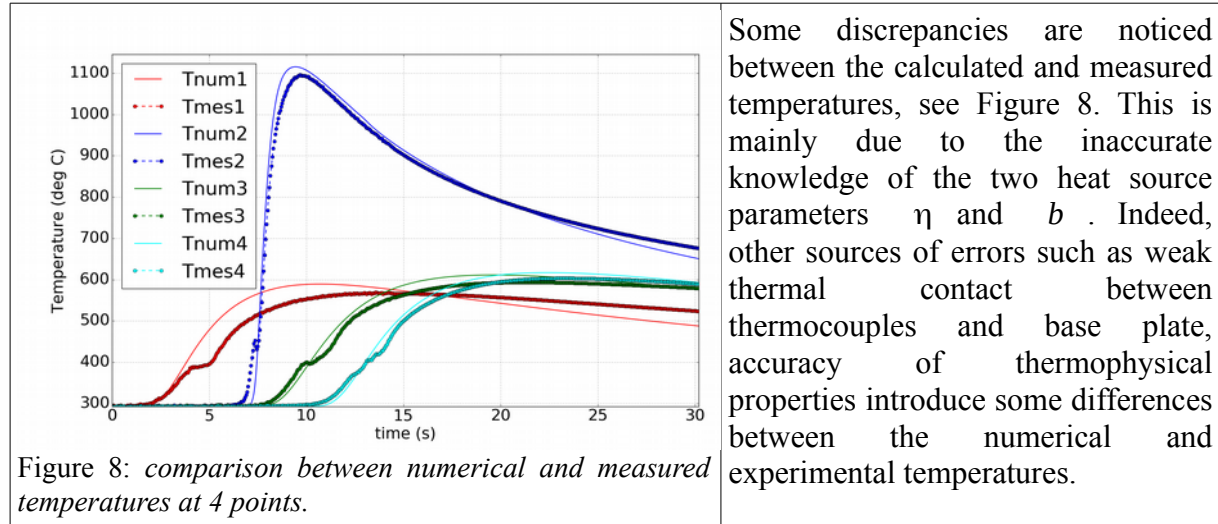 1100
1000
900
800
700
600
500
400
300
Temperature (deg C)
Tnum1
Tmes1
Tnum2
Tmes2
Tnum3
Tmes3
Tnum4
Tmes4
0 5 10 15 20 25 30
time (s)
Figure 8: comparison between numerical and measured
temperatures at 4 points.
Some discrepancies are noticed
between the calculated and measured
temperatures, see Figure 8. This is
mainly due to the inaccurate
knowledge of the two heat source
parameters η and b . Indeed,
other sources of errors such as weak
thermal contact between
thermocouples and base plate,
accuracy of thermophysical
properties introduce some differences
between the numerical and
experimental temperatures.